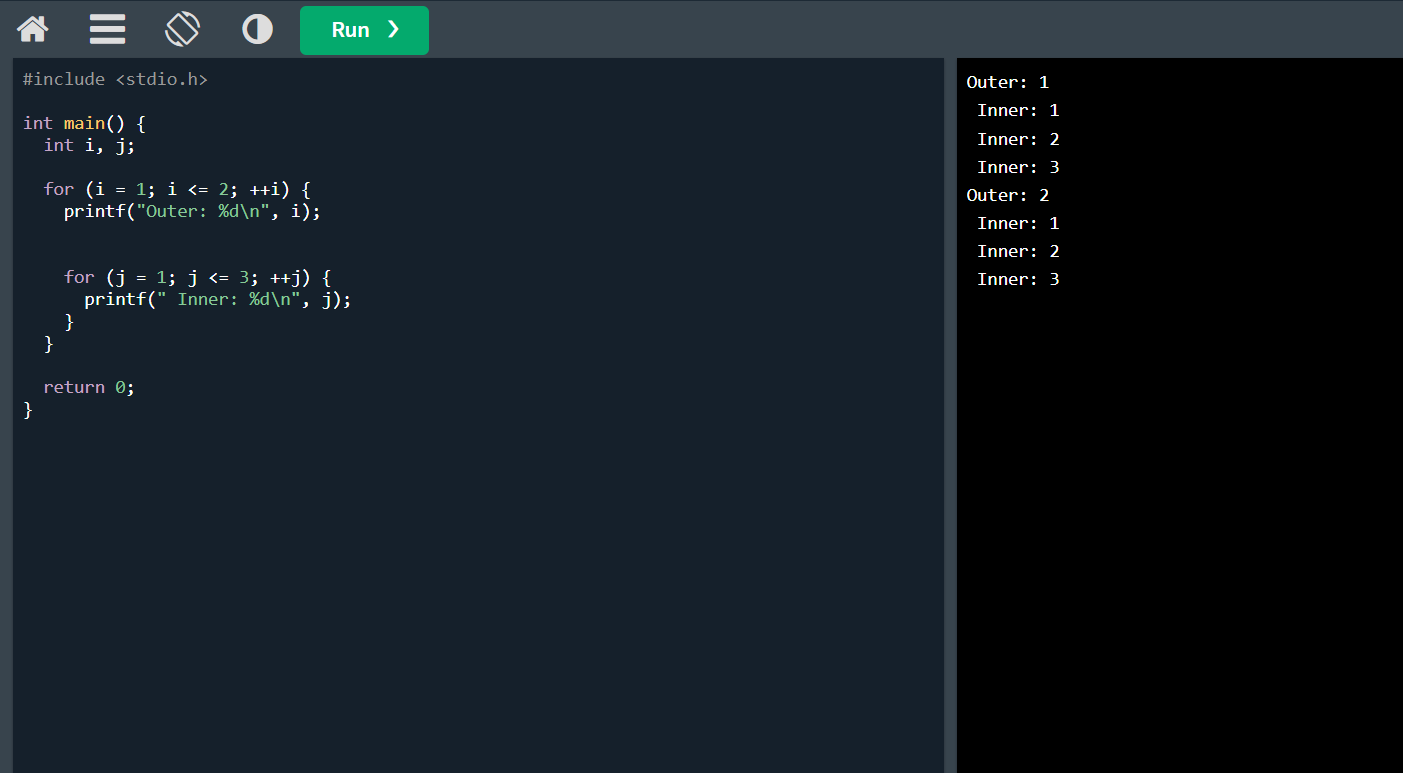 Run ❯
#include <stdio.h>
int main() {
  int i, j;
  for (i = 1; i <= 2; ++i) {
    printf("Outer: %d\n", i);
    for (j = 1; j <= 3; ++j) {
      printf(" Inner: %d\n", j);
    }
  }
  return 0;
}
Outer: 1
 Inner: 1
 Inner: 2
 Inner: 3
Outer: 2
 Inner: 1
 Inner: 2
 Inner: 3